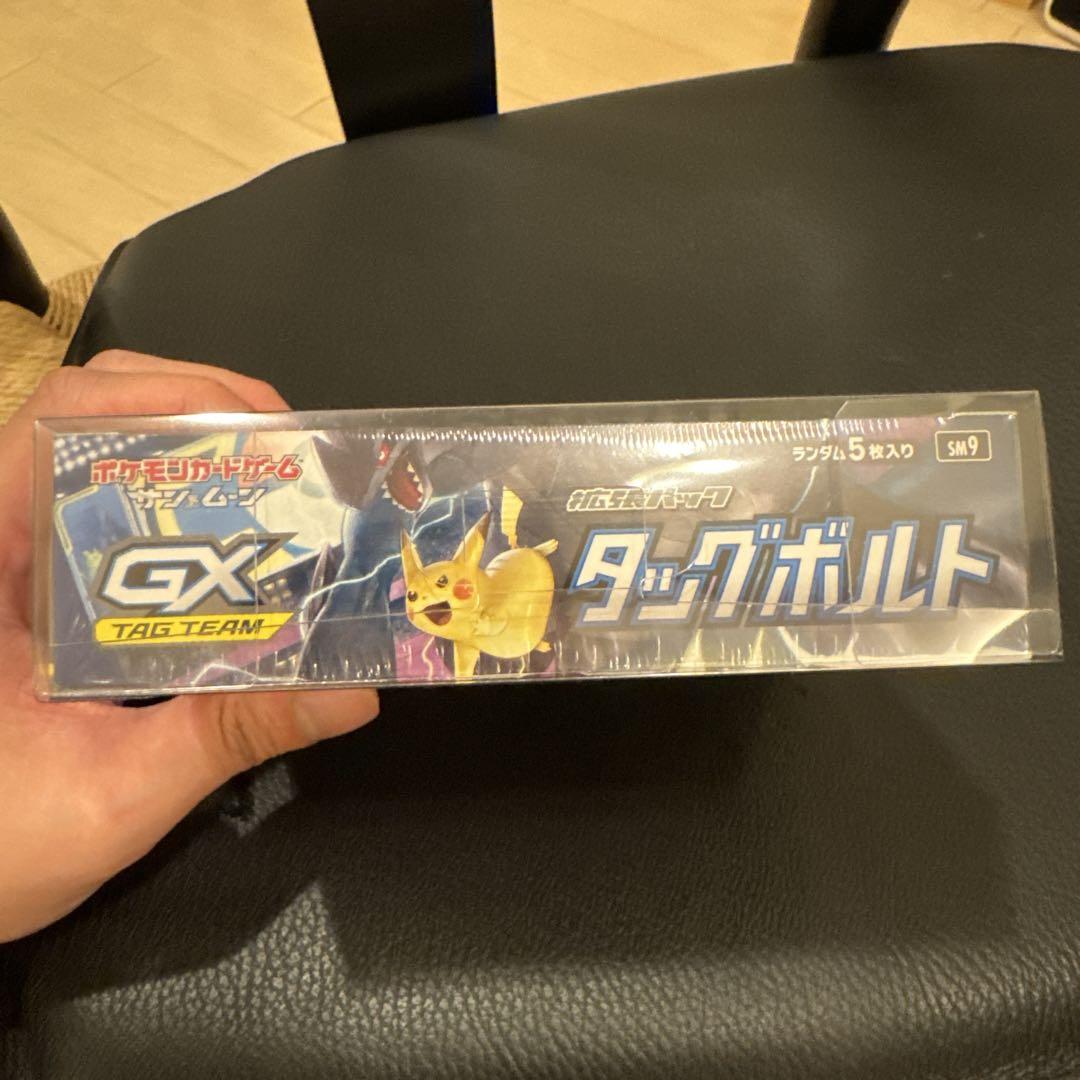 ポケモンカードゲーム
サン&ムーン
GX
TAG TEAM
ランダム5枚入り
SM9
拡張パック
タッグボルト